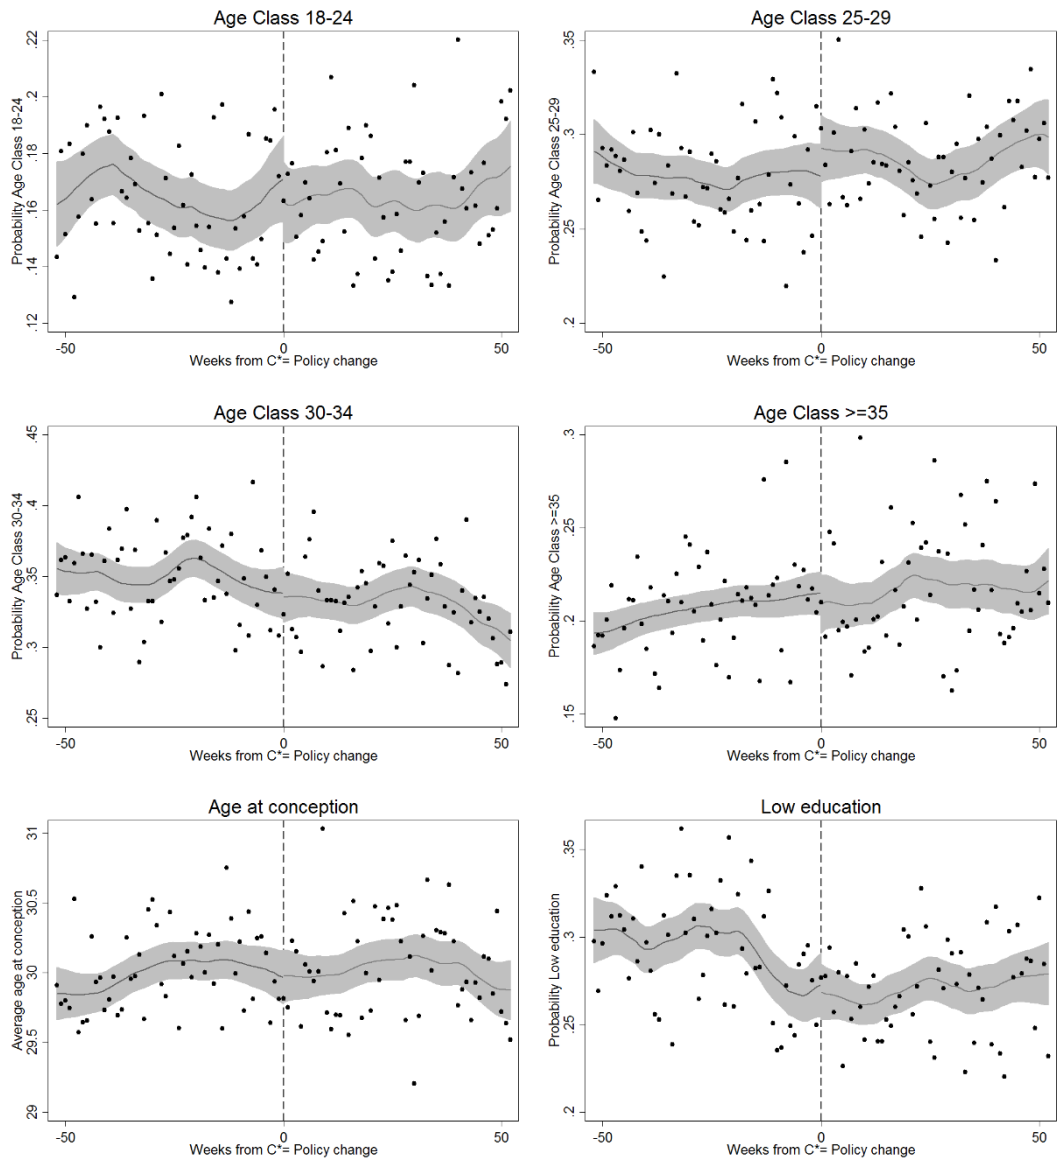 Age Class 18-24
Probability Age Class 18-24
.22
.2
.18
.16
.14
.12
-50
0
50
Weeks from C*= Policy change
Age Class 25-29
Probability Age Class 25-29
.35
.3
.25
.2
-50
0
50
Weeks from C*= Policy change
Age Class 30-34
Probability Age Class 30-34
.45
.4
.35
.3
.25
-50
0
50
Weeks from C*= Policy change
Age Class >=35
Probability Age Class >=35
.3
.25
.2
.15
-50
0
50
Weeks from C*= Policy change
Age at conception
Average age at conception
31
30.5
30
29.5
29
-50
0
50
Weeks from C*= Policy change
Low education
Probability Low education
.35
.3
.25
.2
-50
0
50
Weeks from C*= Policy change